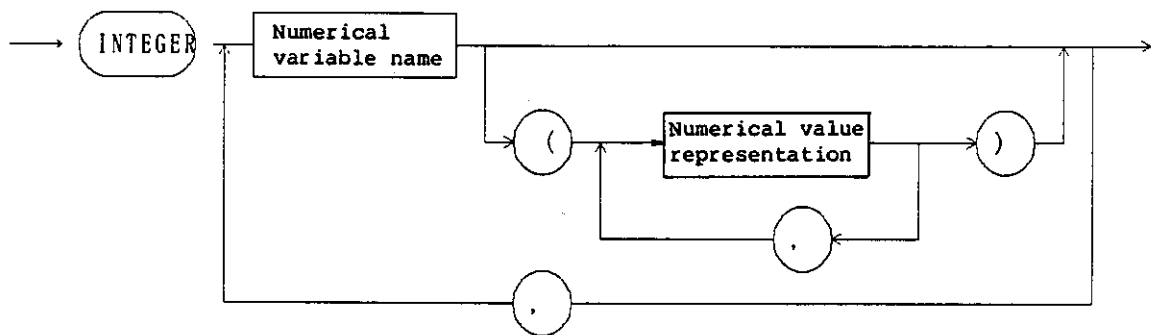 INTEGER
Numerical
variable name
(
Numerical value
representation
)
,
,